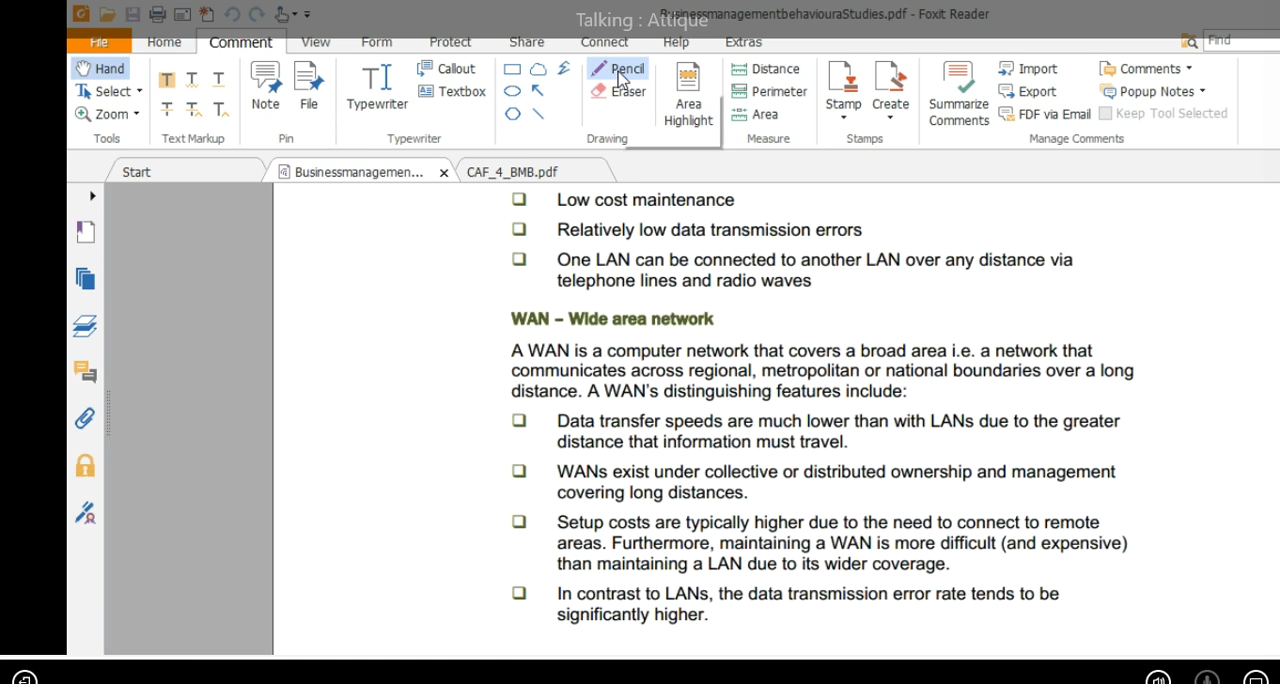 Talking : Attique
BusinessmanagementbehaviouraStudies.pdf - Foxit Reader
File Home Comment View Form Protect Share Connect Help Extras Find
Hand
Select
Zoom
Tools
Text Markup
Note
File
Pin
Typewriter
Callout
Textbox
Typewriter
Pencil
Eraser
Area
Highlight
Drawing
Distance
Perimeter
Area
Measure
Stamp
Create
Stamps
Summarize
Comments
Import
Export
FDF via Email
Comments
Popup Notes
Keep Tool Selected
Manage Comments
Start Businessmanagemen... CAF_4_BMB.pdf
Low cost maintenance
Relatively low data transmission errors
One LAN can be connected to another LAN over any distance via
telephone lines and radio waves
WAN – Wide area network
A WAN is a computer network that covers a broad area i.e. a network that
communicates across regional, metropolitan or national boundaries over a long
distance. A WAN's distinguishing features include:
Data transfer speeds are much lower than with LANs due to the greater
distance that information must travel.
WANs exist under collective or distributed ownership and management
covering long distances.
Setup costs are typically higher due to the need to connect to remote
areas. Furthermore, maintaining a WAN is more difficult (and expensive)
than maintaining a LAN due to its wider coverage.
In contrast to LANs, the data transmission error rate tends to be
significantly higher.